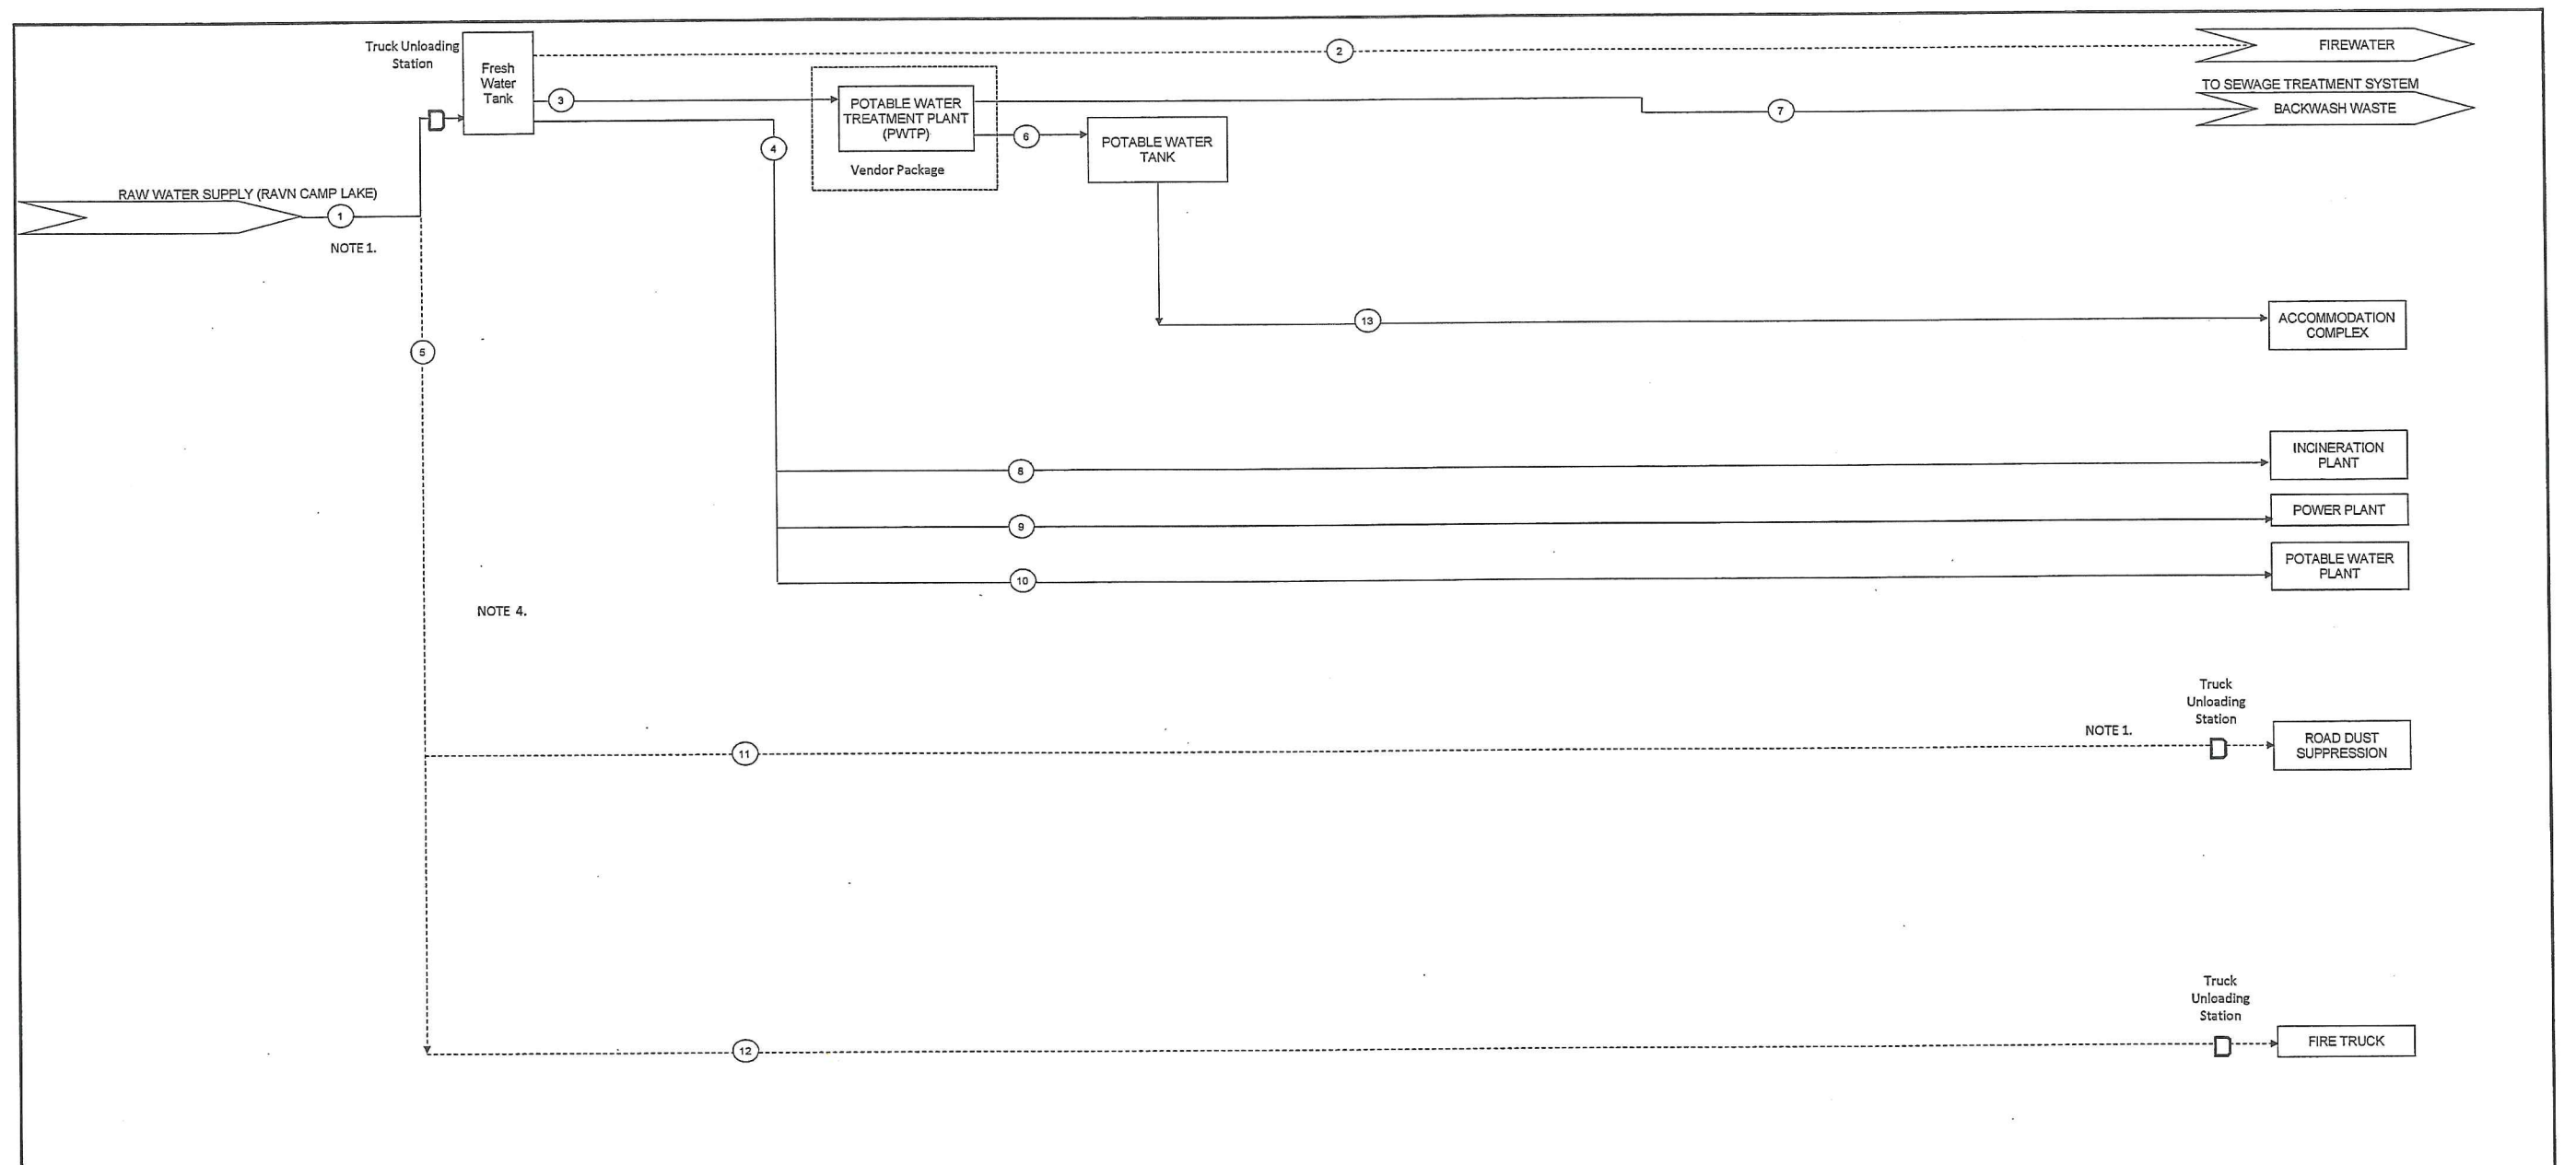 Truck Unloading
Station
Fresh
Water
Tank
2
FIREWATER
TO SEWAGE TREATMENT SYSTEM
BACKWASH WASTE
3
POTABLE WATER
TREATMENT PLANT
(PWTP)
Vendor Package
7
6
POTABLE WATER
TANK
4
RAW WATER SUPPLY (RAVN CAMP LAKE)
1
NOTE 1.
13
ACCOMMODATION
COMPLEX
5
8
INCINERATION
PLANT
9
POWER PLANT
10
POTABLE WATER
PLANT
NOTE 4.
Truck
Unloading
Station
NOTE 1.
11
ROAD DUST
SUPPRESSION
Truck
Unloading
Station
12
FIRE TRUCK